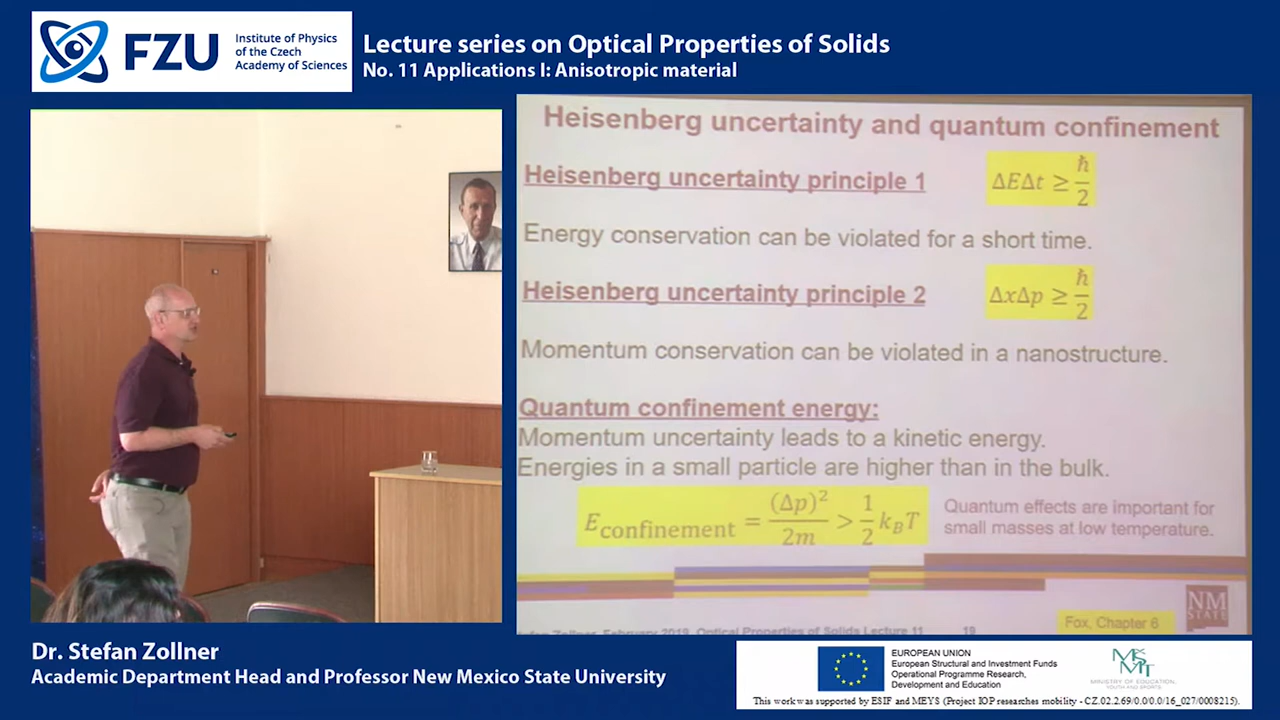 FZU
Institute of Physics
of the Czech
Academy of Sciences
Lecture series on Optical Properties of Solids
No. 11 Applications I: Anisotropic material
Heisenberg uncertainty and quantum confinement
Heisenberg uncertainty principle 1
ΔEΔt ≥ ℏ/2
Energy conservation can be violated for a short time.
Heisenberg uncertainty principle 2
ΔxΔp ≥ ℏ/2
Momentum conservation can be violated in a nanostructure.
Quantum confinement energy:
Momentum uncertainty leads to a kinetic energy.
Energies in a small particle are higher than in the bulk.
E_confinement = (Δp)²/2m > 1/2 k_BT
Quantum effects are important for
small masses at low temperature.
NM
STATE
Fox, Chapter 6
Zollner, February 2019, Optical Properties of Solids Lecture 11 19
Dr. Stefan Zollner
Academic Department Head and Professor New Mexico State University
EUROPEAN UNION
European Structural and Investment Funds
Operational Programme Research,
Development and Education
MINISTRY OF EDUCATION,
YOUTH AND SPORTS
This work was supported by ESIF and MEYS (Project IOP researches mobility - CZ.02.2.69/0.0/0.0/16_027/0008215).